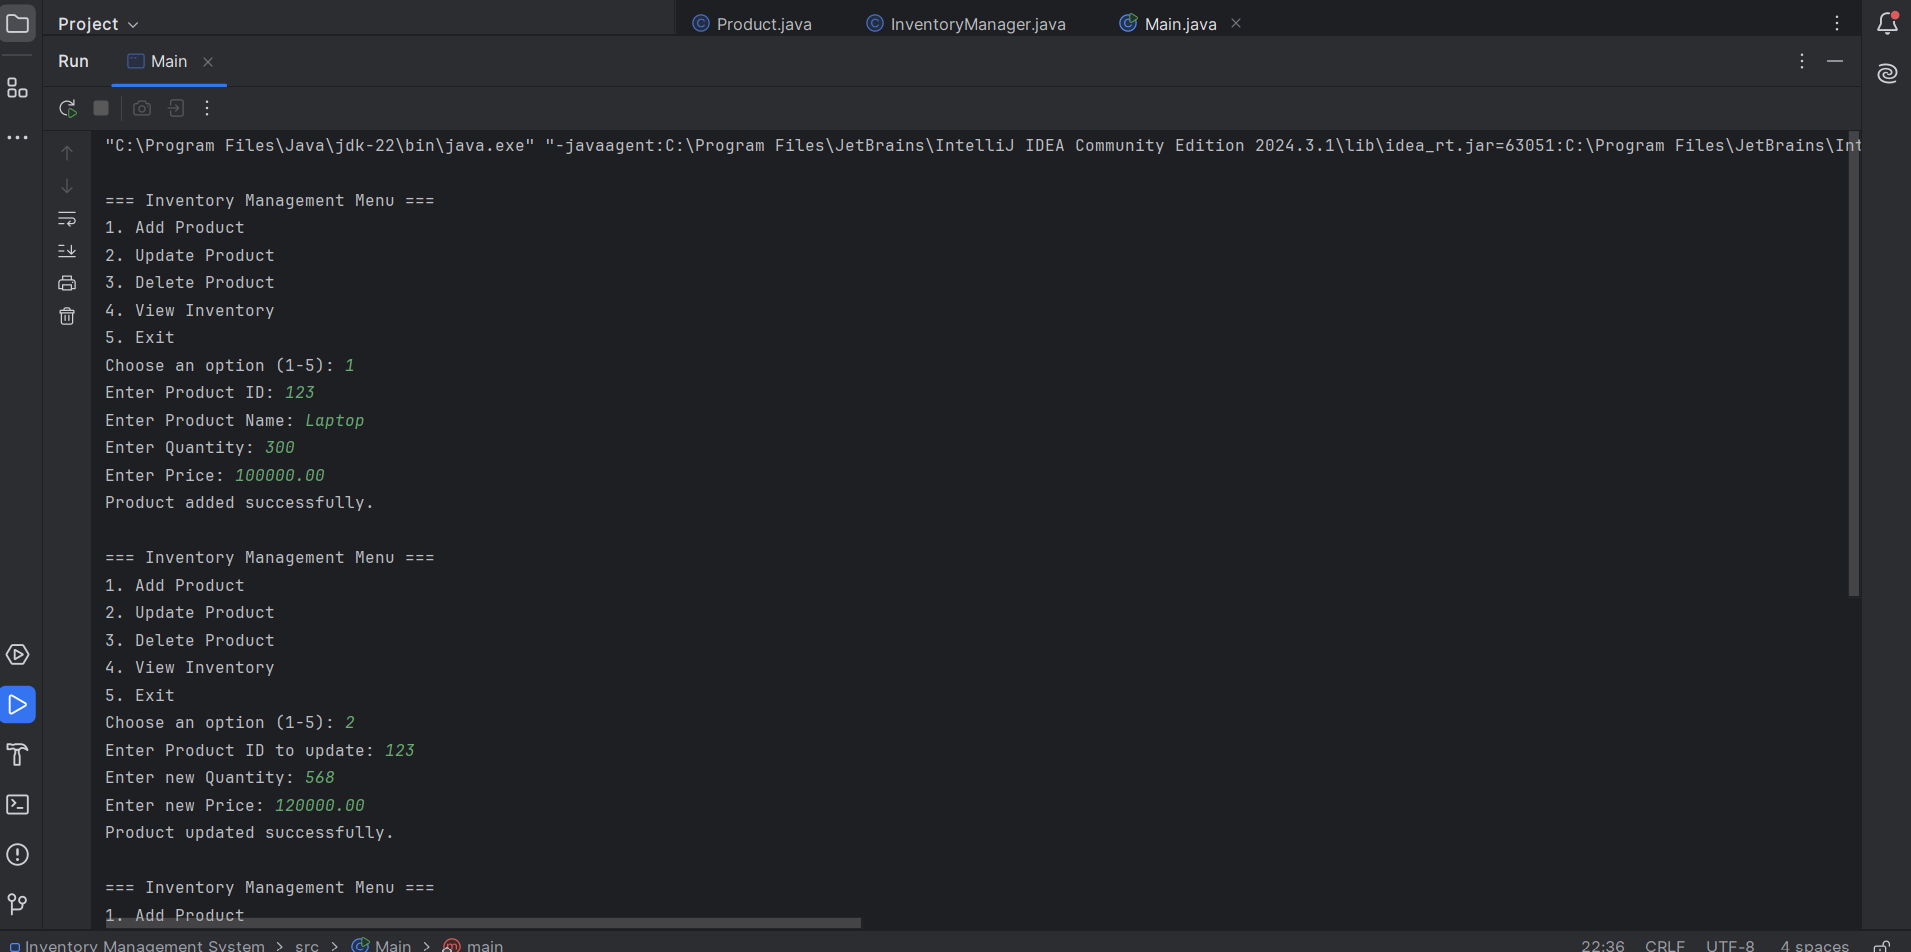 Project
Product.java InventoryManager.java Main.java
Run Main
"C:\Program Files\Java\jdk-22\bin\java.exe" "-javaagent:C:\Program Files\JetBrains\IntelliJ IDEA Community Edition 2024.3.1\lib\idea_rt.jar=63051:C:\Program Files\JetBrains\Int
=== Inventory Management Menu ===
1. Add Product
2. Update Product
3. Delete Product
4. View Inventory
5. Exit
Choose an option (1-5): 1
Enter Product ID: 123
Enter Product Name: Laptop
Enter Quantity: 300
Enter Price: 100000.00
Product added successfully.
=== Inventory Management Menu ===
1. Add Product
2. Update Product
3. Delete Product
4. View Inventory
5. Exit
Choose an option (1-5): 2
Enter Product ID to update: 123
Enter new Quantity: 568
Enter new Price: 120000.00
Product updated successfully.
=== Inventory Management Menu ===
1. Add Product
Inventory Management System > src > Main > main 22:36 CRLF UTF-8 4 spaces